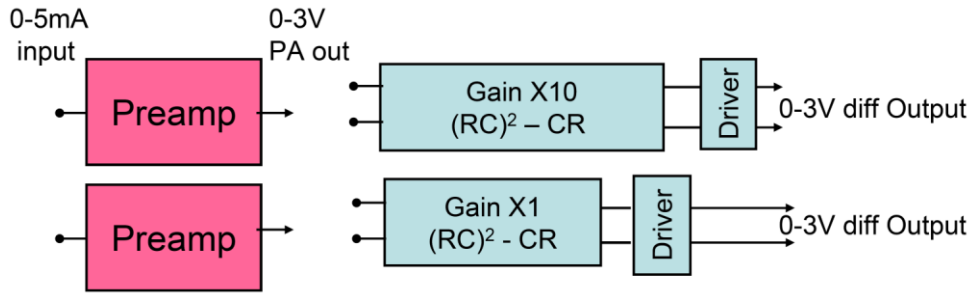 0-5mA
input
0-3V
PA out
Preamp
Gain X10
(RC)² – CR
Driver
0-3V diff Output
Preamp
Gain X1
(RC)² - CR
Driver
0-3V diff Output